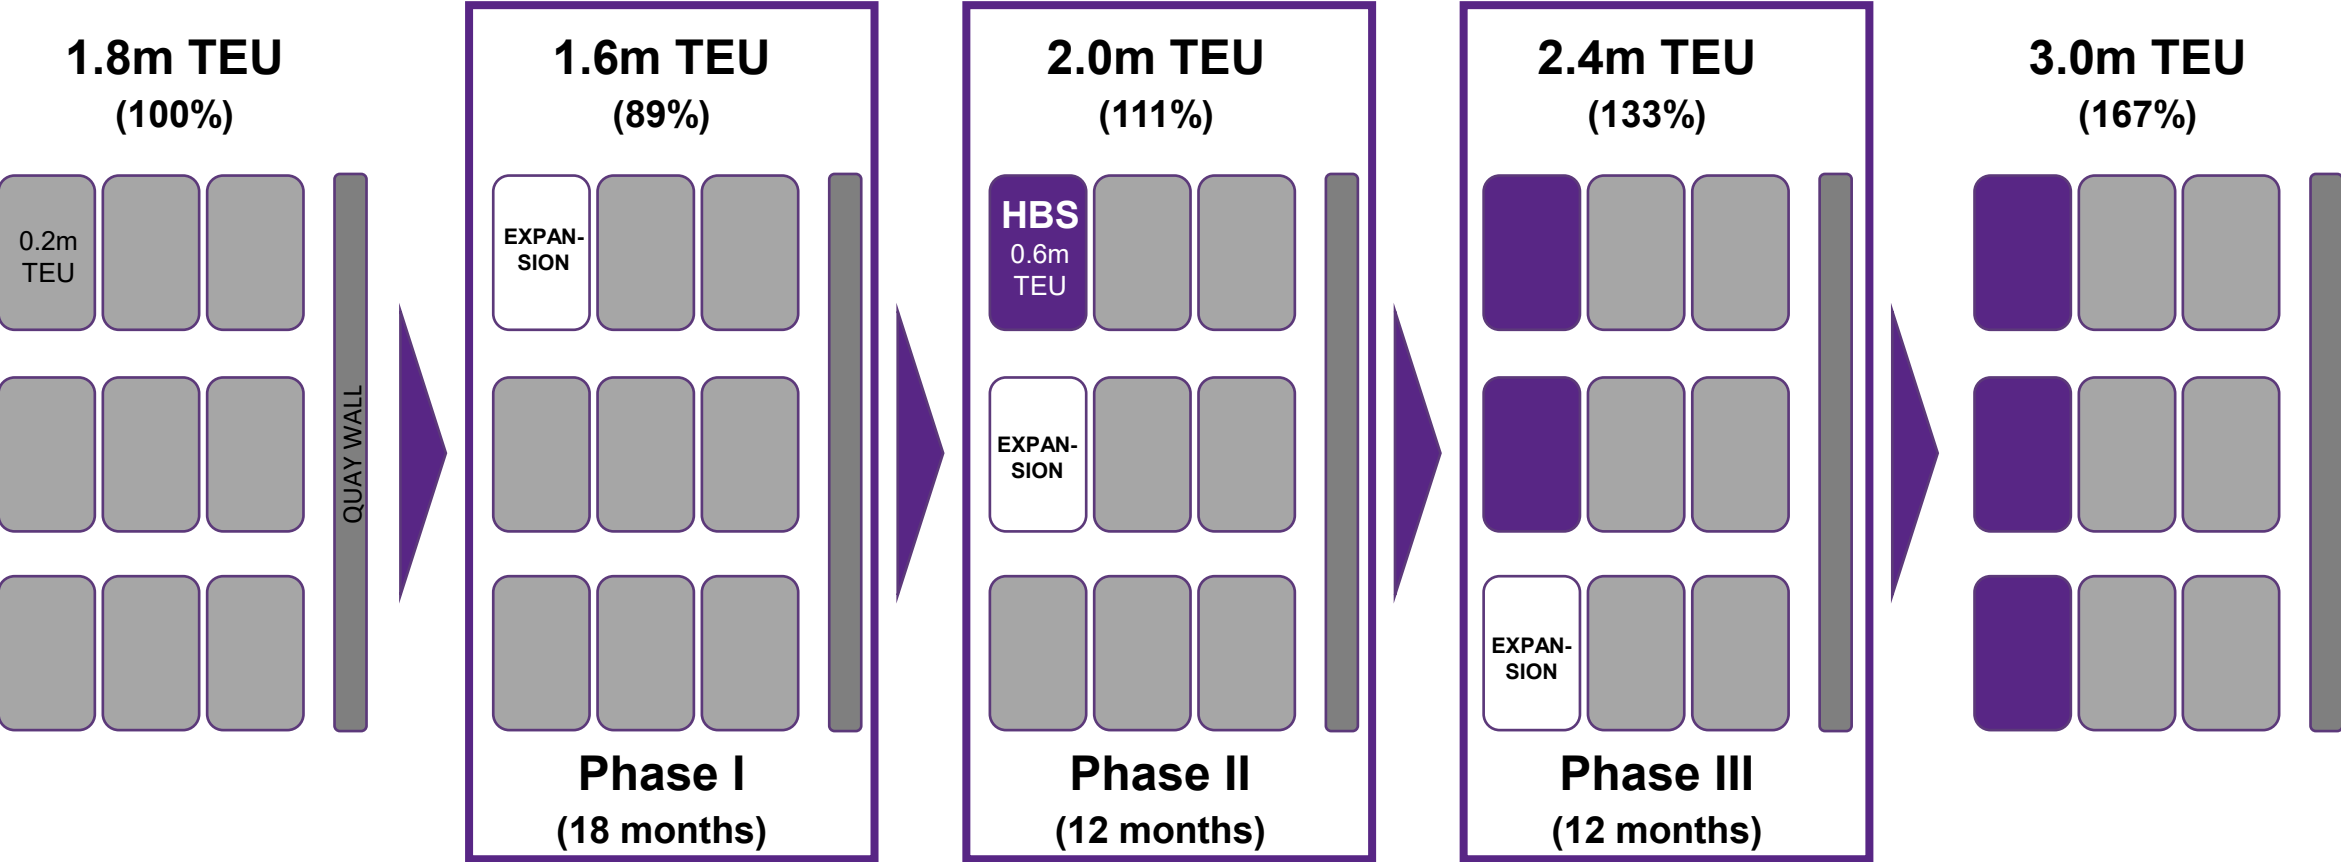 1.8m TEU
(100%)
0.2m
TEU
QUAY WALL
1.6m TEU
(89%)
EXPAN-
SION
Phase I
(18 months)
2.0m TEU
(111%)
HBS
0.6m
TEU
EXPAN-
SION
Phase II
(12 months)
2.4m TEU
(133%)
EXPAN-
SION
Phase III
(12 months)
3.0m TEU
(167%)